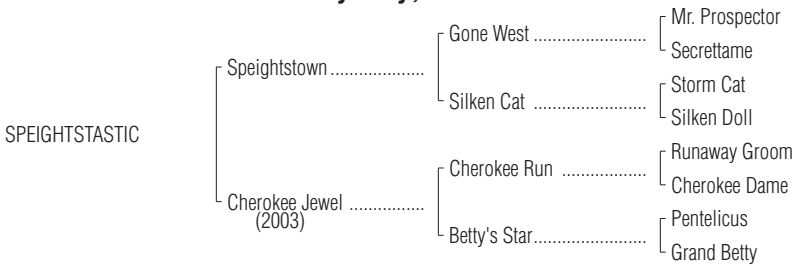 Mr. Prospector
Gone West ........................
Secrettame
Speightstown .....................
Storm Cat
Silken Cat ........................
Silken Doll
SPEIGHTSTASTIC
Runaway Groom
Cherokee Run ..................
Cherokee Dame
Cherokee Jewel ................
(2003)
Pentelicus
Betty's Star........................
Grand Betty